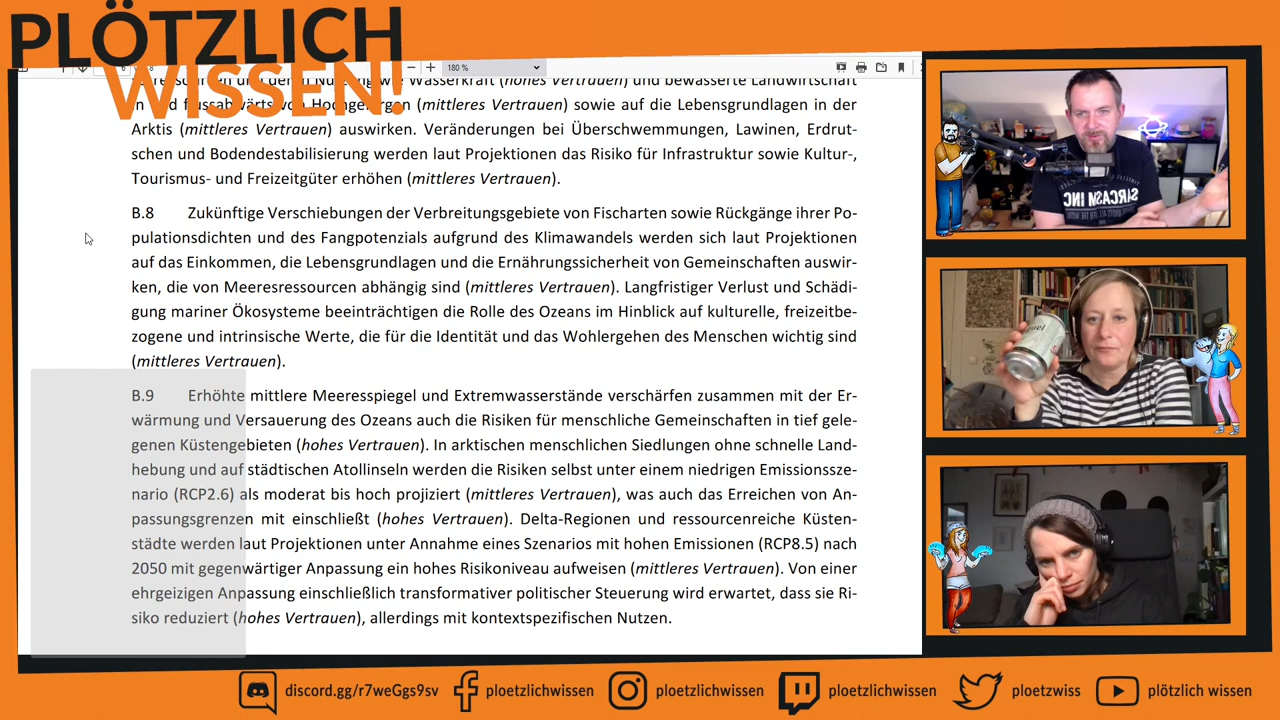 PLÖTZLICH
WISSEN!
180 %
(hohes Vertrauen) und bewässerte Landwirtschaft
in und flussabwärts von Hochgebirgen (mittleres Vertrauen) sowie auf die Lebensgrundlagen in der
Arktis (mittleres Vertrauen) auswirken. Veränderungen bei Überschwemmungen, Lawinen, Erdrut-
schen und Bodendestabilisierung werden laut Projektionen das Risiko für Infrastruktur sowie Kultur-,
Tourismus- und Freizeitgüter erhöhen (mittleres Vertrauen).
B.8 Zukünftige Verschiebungen der Verbreitungsgebiete von Fischarten sowie Rückgänge ihrer Po-
pulationsdichten und des Fangpotenzials aufgrund des Klimawandels werden sich laut Projektionen
auf das Einkommen, die Lebensgrundlagen und die Ernährungssicherheit von Gemeinschaften auswir-
ken, die von Meeresressourcen abhängig sind (mittleres Vertrauen). Langfristiger Verlust und Schädi-
gung mariner Ökosysteme beeinträchtigen die Rolle des Ozeans im Hinblick auf kulturelle, freizeitbe-
zogene und intrinsische Werte, die für die Identität und das Wohlergehen des Menschen wichtig sind
(mittleres Vertrauen).
B.9 Erhöhte mittlere Meeresspiegel und Extremwasserstände verschärfen zusammen mit der Er-
wärmung und Versauerung des Ozeans auch die Risiken für menschliche Gemeinschaften in tief gele-
genen Küstengebieten (hohes Vertrauen). In arktischen menschlichen Siedlungen ohne schnelle Land-
hebung und auf städtischen Atollinseln werden die Risiken selbst unter einem niedrigen Emissionssze-
nario (RCP2.6) als moderat bis hoch projiziert (mittleres Vertrauen), was auch das Erreichen von An-
passungsgrenzen mit einschließt (hohes Vertrauen). Delta-Regionen und ressourcenreiche Küsten-
städte werden laut Projektionen unter Annahme eines Szenarios mit hohen Emissionen (RCP8.5) nach
2050 mit gegenwärtiger Anpassung ein hohes Risikoniveau aufweisen (mittleres Vertrauen). Von einer
ehrgeizigen Anpassung einschließlich transformativer politischer Steuerung wird erwartet, dass sie Ri-
siko reduziert (hohes Vertrauen), allerdings mit kontextspezifischen Nutzen.
SARCASM INC
discord.gg/r7weGgs9sv
ploetzlichwissen
ploetzlichwissen
ploetzlichwissen
ploetzwiss
plötzlich wissen